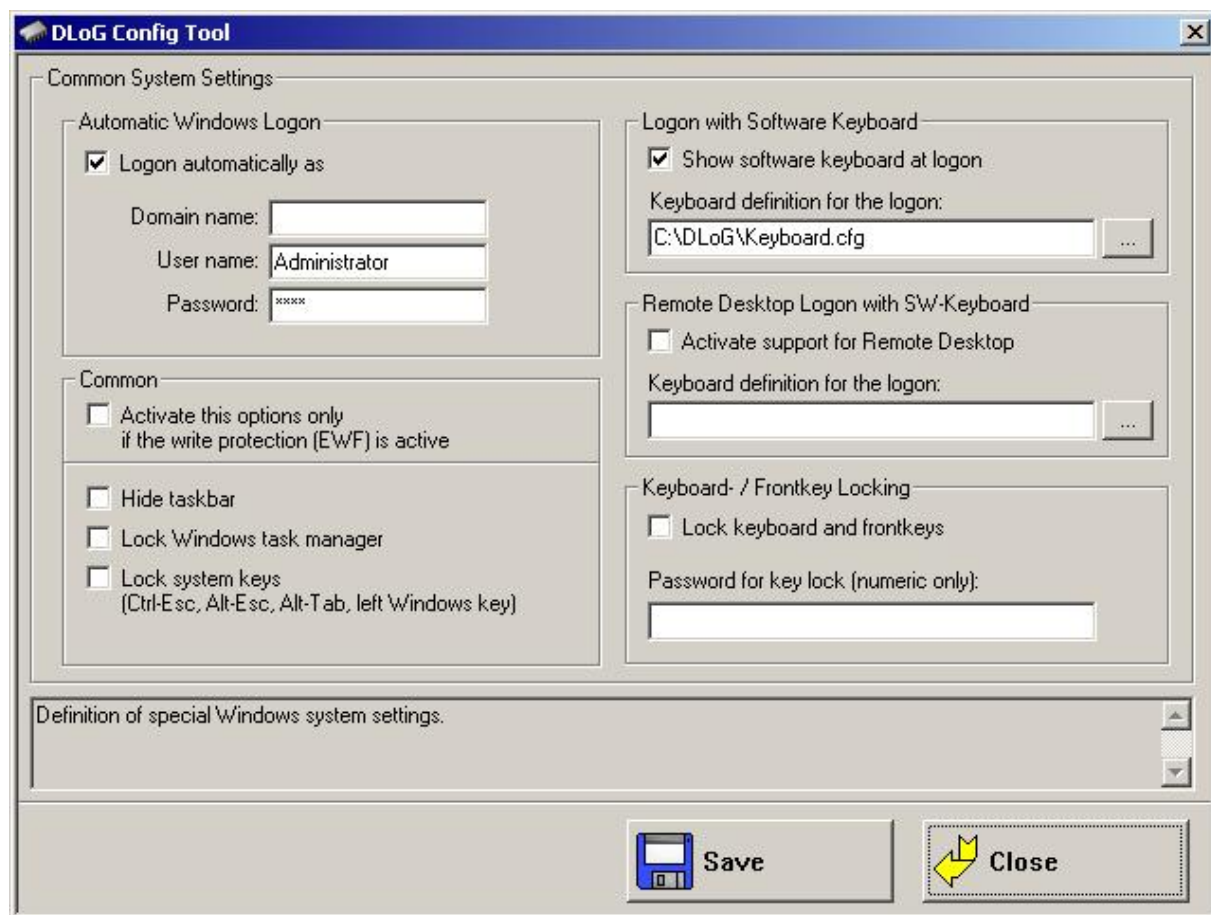 DLoG Config Tool
Common System Settings
Automatic Windows Logon
Logon automatically as
Domain name:
User name: Administrator
Password: ****
Common
Activate this options only
if the write protection (EWF) is active
Hide taskbar
Lock Windows task manager
Lock system keys
(Ctrl-Esc, Alt-Esc, Alt-Tab, left Windows key)
Logon with Software Keyboard
Show software keyboard at logon
Keyboard definition for the logon:
C:\DLoG\Keyboard.cfg ...
Remote Desktop Logon with SW-Keyboard
Activate support for Remote Desktop
Keyboard definition for the logon:
...
Keyboard- / Frontkey Locking
Lock keyboard and frontkeys
Password for key lock (numeric only):
Definition of special Windows system settings.
Save
Close